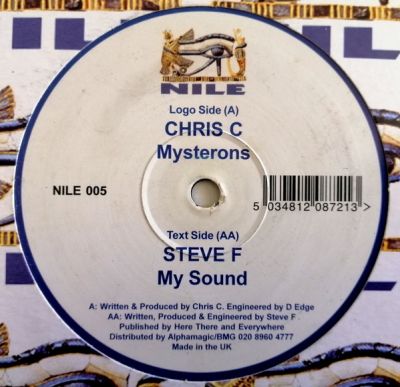 NILE
NILE
Logo Side (A)
CHRIS C
Mysterons
NILE 005
5 034812 087213 >
Text Side (AA)
STEVE F
My Sound
A: Written & Produced by Chris C. Engineered by D Edge
AA: Written, Produced & Engineered by Steve F .
Published by Here There and Everywhere
Distributed by Alphamagic/BMG 020 8960 4777
Made in the UK